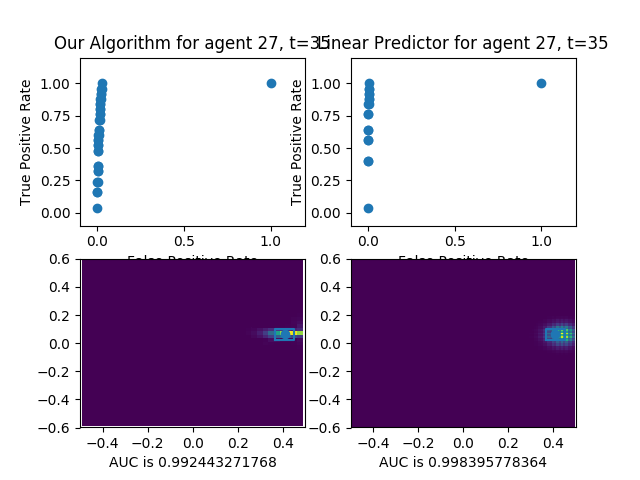 Our Algorithm for agent 27, t=35
Linear Predictor for agent 27, t=35
True Positive Rate
1.00
0.75
0.50
0.25
0.00
0.0 0.5 1.0
False Positive Rate
True Positive Rate
1.00
0.75
0.50
0.25
0.00
0.0 0.5 1.0
False Positive Rate
0.6
0.4
0.2
0.0
−0.2
−0.4
−0.6
−0.4 −0.2 0.0 0.2 0.4
AUC is 0.992443271768
0.6
0.4
0.2
0.0
−0.2
−0.4
−0.6
−0.4 −0.2 0.0 0.2 0.4
AUC is 0.998395778364